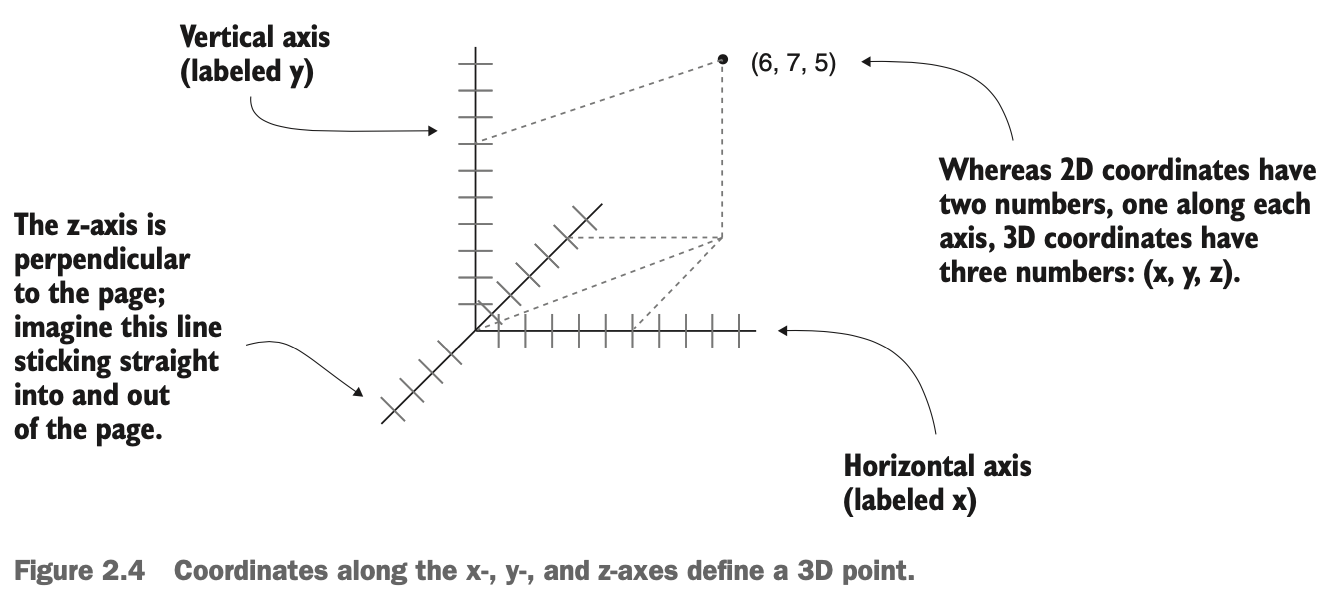 Vertical axis
(labeled y)
(6, 7, 5)
Whereas 2D coordinates have
two numbers, one along each
axis, 3D coordinates have
three numbers: (x, y, z).
The z-axis is
perpendicular
to the page;
imagine this line
sticking straight
into and out
of the page.
Horizontal axis
(labeled x)
Figure 2.4 Coordinates along the x-, y-, and z-axes define a 3D point.